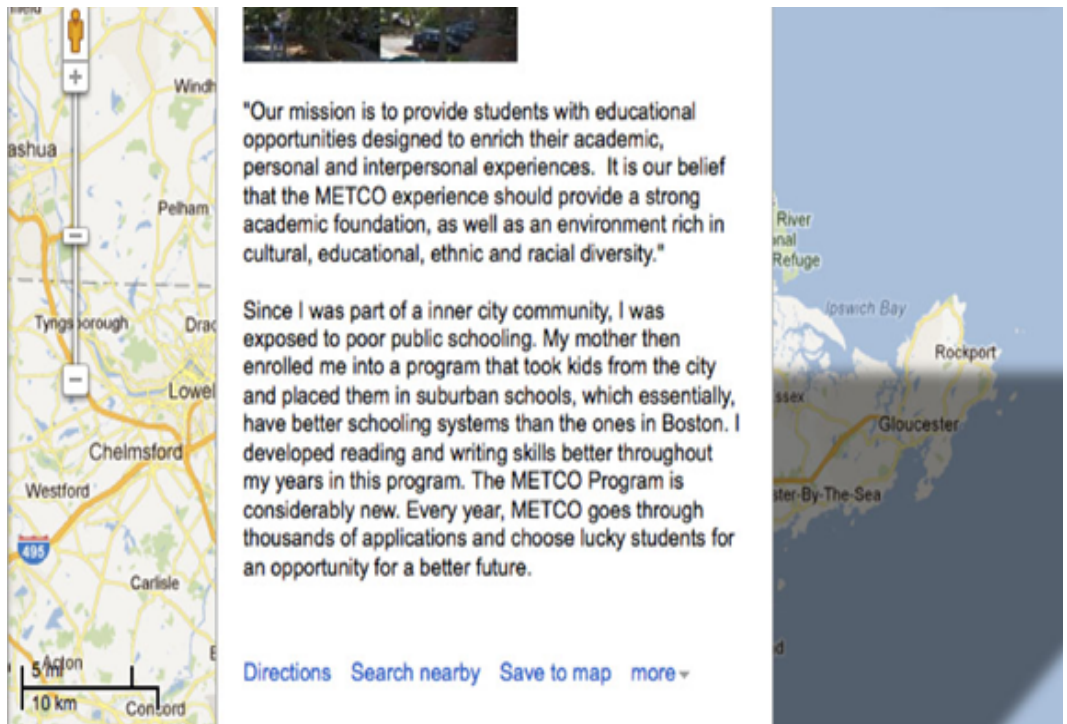 "Our mission is to provide students with educational
opportunities designed to enrich their academic,
personal and interpersonal experiences.  It is our belief
that the METCO experience should provide a strong
academic foundation, as well as an environment rich in
cultural, educational, ethnic and racial diversity."
Since I was part of a inner city community, I was
exposed to poor public schooling. My mother then
enrolled me into a program that took kids from the city
and placed them in suburban schools, which essentially,
have better schooling systems than the ones in Boston. I
developed reading and writing skills better throughout
my years in this program. The METCO Program is
considerably new. Every year, METCO goes through
thousands of applications and choose lucky students for
an opportunity for a better future.
Directions Search nearby Save to map more
Windh
ashua
Pelham
Tyngsborough
Drac
Lowel
Chelmsford
Westford
495
Carlisle
Acton
5 mi
10 km
Concord
River
onal
Refuge
Ipswich Bay
Rockport
ssex
Gloucester
ster-By-The-Sea